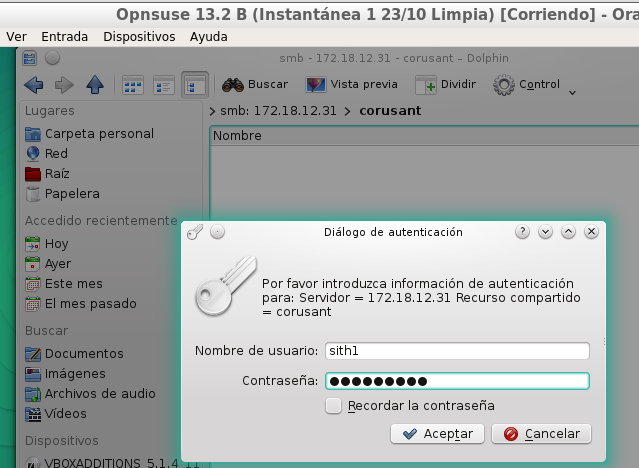 Opnsuse 13.2 B (Instantánea 1 23/10 Limpia) [Corriendo] - Ora
Ver Entrada Dispositivos Ayuda
smb - 172.18.12.31 - corusant – Dolphin
Buscar Vista previa Dividir Control
Lugares
> smb: 172.18.12.31 > corusant
Carpeta personal
Nombre
Red
Raíz
Papelera
Accedido recientemente
Hoy
Ayer
Este mes
El mes pasado
Buscar
Documentos
Imágenes
Archivos de audio
Vídeos
Dispositivos
VBOXADDITIONS_5.1.4_11
Diálogo de autenticación
Por favor introduzca información de autenticación
para: Servidor = 172.18.12.31 Recurso compartido
= corusant
Nombre de usuario: sith1
Contraseña: ●●●●●●●●●
Recordar la contraseña
Aceptar Cancelar